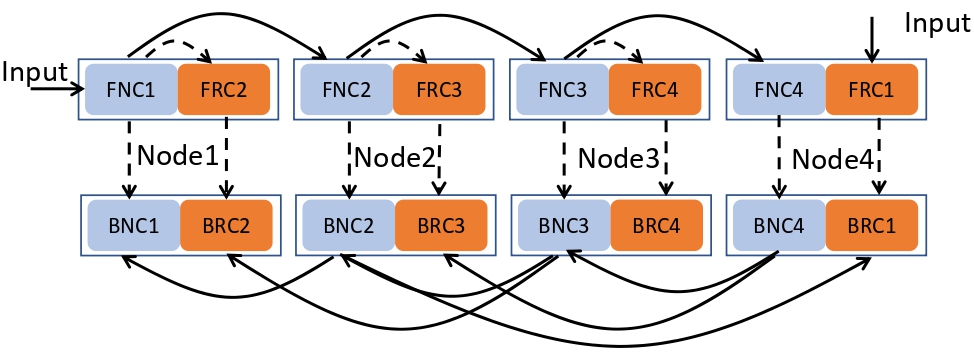 Input
Input
FNC1 FRC2 FNC2 FRC3 FNC3 FRC4 FNC4 FRC1
Node1 Node2 Node3 Node4
BNC1 BRC2 BNC2 BRC3 BNC3 BRC4 BNC4 BRC1